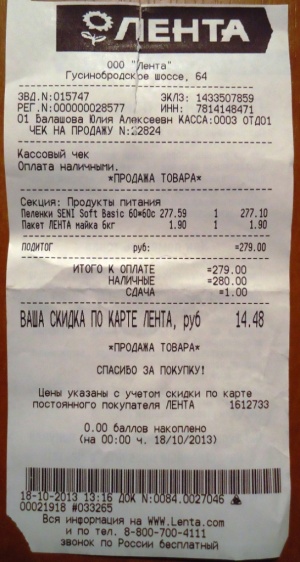 ЛЕНТА
ООО "Лента"
Гусинобродское шоссе, 64
ЗВД.N:015747 ЭКЛЗ: 1433507859
РЕГ.N:000000028577 ИНН: 7814148471
01 Балашова Юлия Алексеевн КАССА:0003 ОТД01
ЧЕК НА ПРОДАЖУ N:22824
Кассовый чек
Оплата наличными.
*ПРОДАЖА ТОВАРА*
Секция: Продукты питания
Пеленки SENI Soft Basic 60*60с 277.59 1 277.10
Пакет ЛЕНТА майка 6кг 1.90 1 1.90
ПОДИТОГ руб: =279.00
ИТОГО К ОПЛАТЕ =279.00
НАЛИЧНЫЕ =280.00
СДАЧА =1.00
ВАША СКИДКА ПО КАРТЕ ЛЕНТА, руб 14.48
*ПРОДАЖА ТОВАРА*
СПАСИБО ЗА ПОКУПКУ!
Цены указаны с учетом скидки по карте
постоянного покупателя ЛЕНТА 1612733
0.00 баллов накоплено
(на 00:00 ч. 18/10/2013)
18-10-2013 13:16 ДОК N:0084.0027046
00021918 #033265
Вся информация на WWW.Lenta.com
и по тел. 8-800-700-4111
звонок по России бесплатный